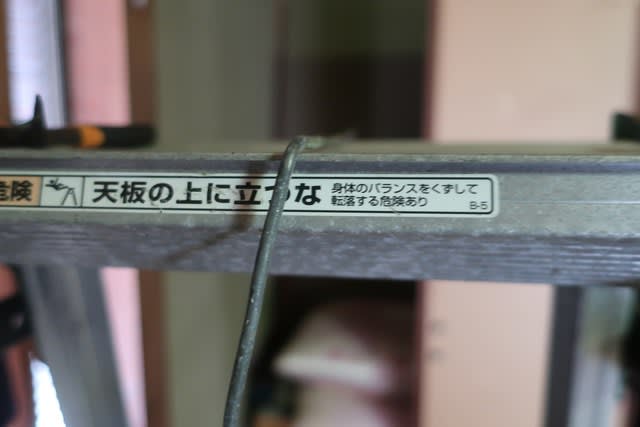 危険
天板の上に立つな
身体のバランスをくずして
転落する危険あり
B-5